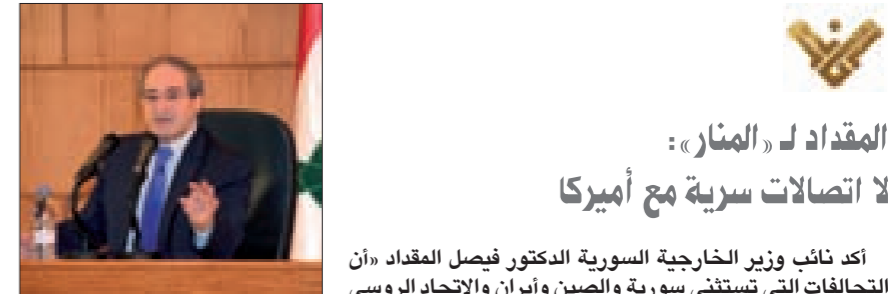 المقداد لـ «المنار»:
لا اتصالات سرية مع أميركا
أكد نائب وزير الخارجية السورية الدكتور فيصل المقداد «أن
التحالفات التي تستثني سورية والصين وأيران والاتحاد الروسي